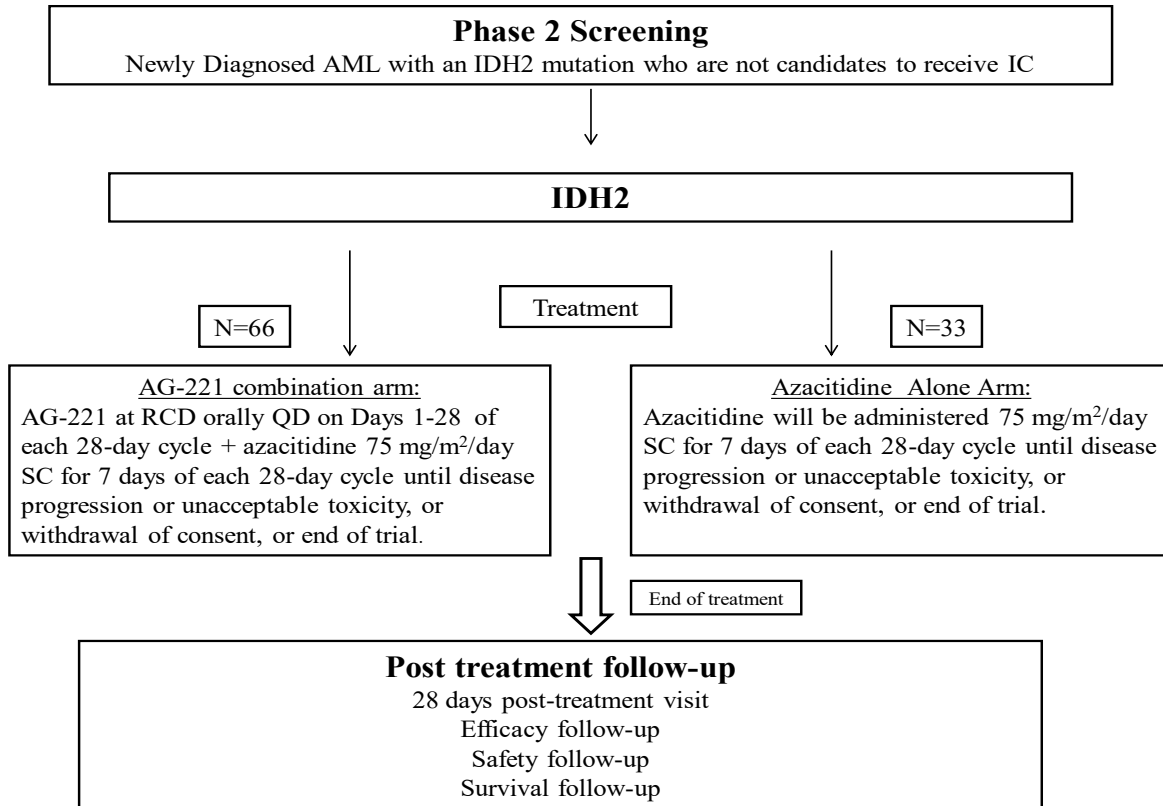 Phase 2 Screening
Newly Diagnosed AML with an IDH2 mutation who are not candidates to receive IC
IDH2
Treatment
N=66
N=33
AG-221 combination arm:
AG-221 at RCD orally QD on Days 1-28 of
each 28-day cycle + azacitidine 75 mg/m²/day
SC for 7 days of each 28-day cycle until disease
progression or unacceptable toxicity, or
withdrawal of consent, or end of trial.
Azacitidine Alone Arm:
Azacitidine will be administered 75 mg/m²/day
SC for 7 days of each 28-day cycle until disease
progression or unacceptable toxicity, or
withdrawal of consent, or end of trial.
End of treatment
Post treatment follow-up
28 days post-treatment visit
Efficacy follow-up
Safety follow-up
Survival follow-up